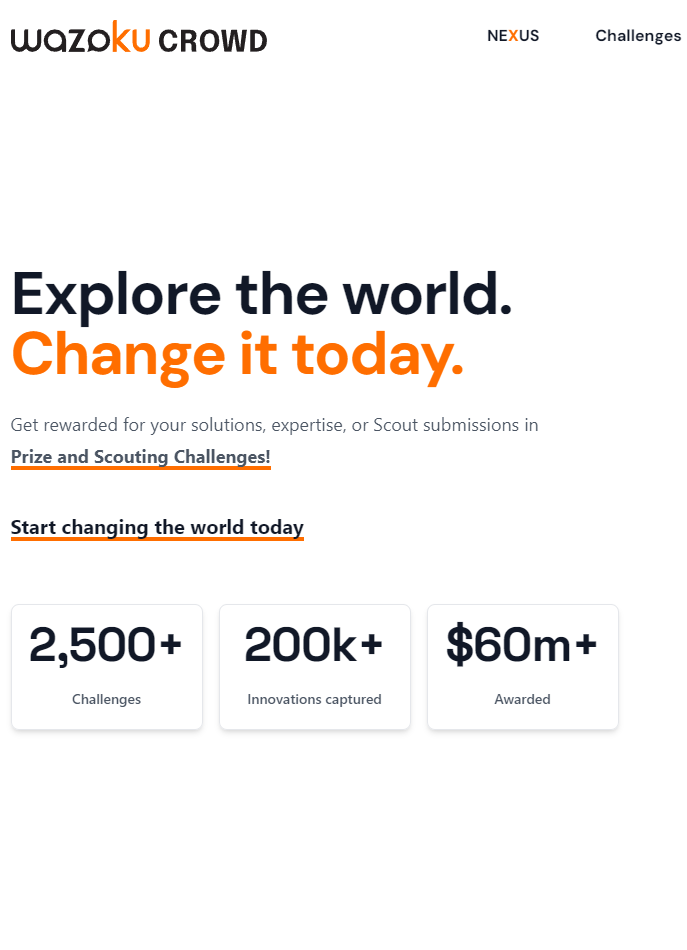 wazoku CROWD
NEXUS
Challenges
Explore the world.
Change it today.
Get rewarded for your solutions, expertise, or Scout submissions in
Prize and Scouting Challenges!
Start changing the world today
2,500+
Challenges
200k+
Innovations captured
$60m+
Awarded